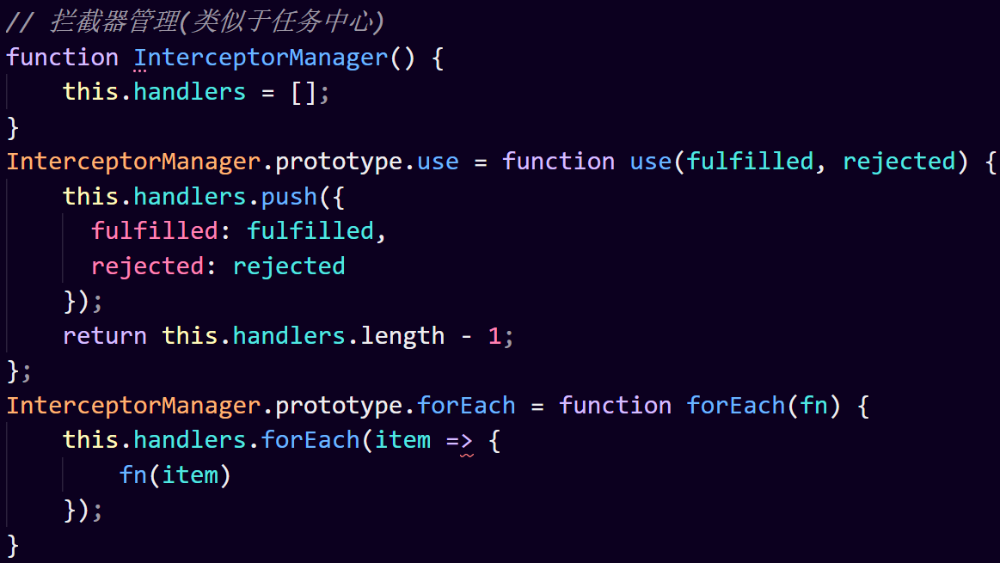 // 拦截器管理(类似于任务中心)
function InterceptorManager() {
    this.handlers = [];
}
InterceptorManager.prototype.use = function use(fulfilled, rejected) {
    this.handlers.push({
      fulfilled: fulfilled,
      rejected: rejected
    });
    return this.handlers.length - 1;
};
InterceptorManager.prototype.forEach = function forEach(fn) {
    this.handlers.forEach(item => {
        fn(item)
    });
}